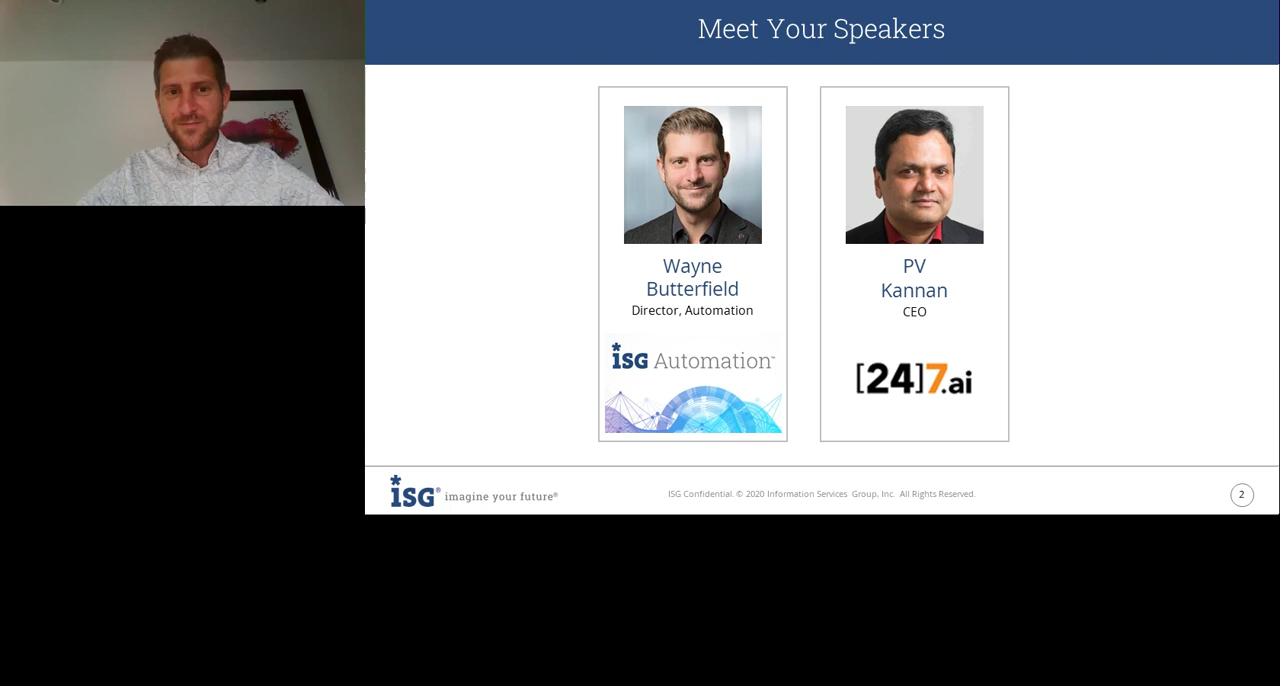 Meet Your Speakers
Wayne
Butterfield
Director, Automation
*ISG Automation™
PV
Kannan
CEO
[24]7.ai
*ISG® imagine your future®
ISG Confidential. © 2020 Information Services Group, Inc. All Rights Reserved.
2